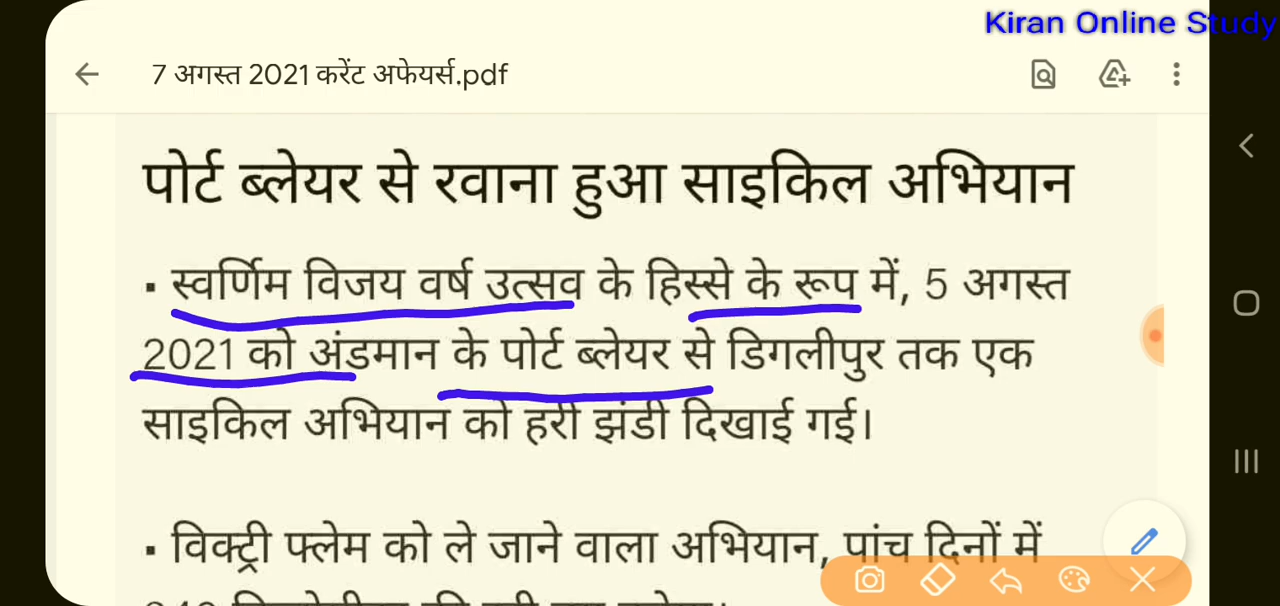 Kiran Online Study
7 अगस्त 2021 करेंट अफेयर्स.pdf
पोर्ट ब्लेयर से रवाना हुआ साइकिल अभियान
▪ स्वर्णिम विजय वर्ष उत्सव के हिस्से के रूप में, 5 अगस्त
2021 को अंडमान के पोर्ट ब्लेयर से डिगलीपुर तक एक
साइकिल अभियान को हरी झंडी दिखाई गई।
▪ विक्ट्री फ्लेम को ले जाने वाला अभियान, पांच दिनों में